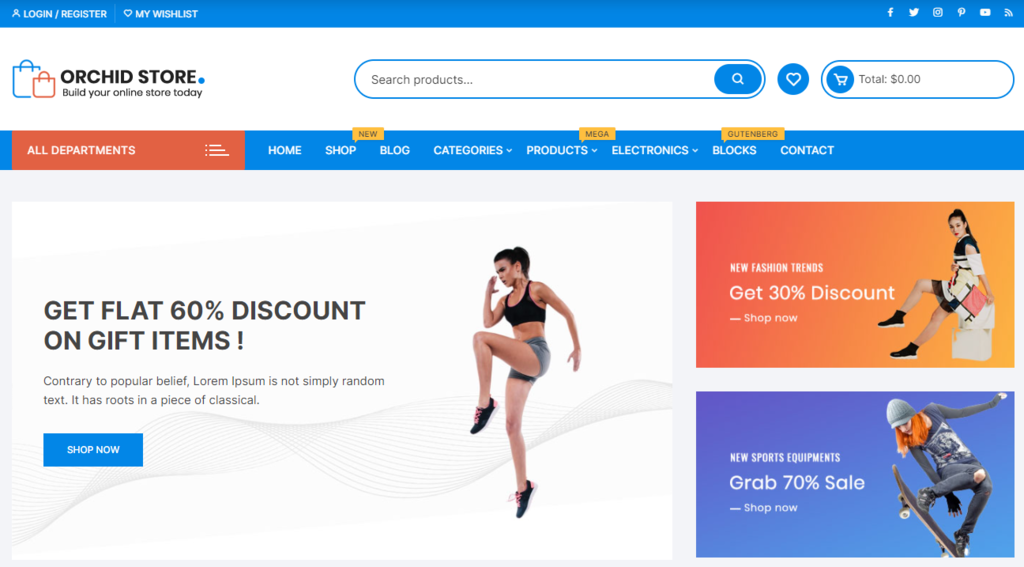 LOGIN / REGISTER
MY WISHLIST
ORCHID STORE.
Build your online store today
Search products...
Total: $0.00
ALL DEPARTMENTS
HOME
SHOP
NEW
BLOG
CATEGORIES
PRODUCTS
MEGA
ELECTRONICS
BLOCKS
GUTENBERG
CONTACT
GET FLAT 60% DISCOUNT
ON GIFT ITEMS !
Contrary to popular belief, Lorem Ipsum is not simply random
text. It has roots in a piece of classical.
SHOP NOW
NEW FASHION TRENDS
Get 30% Discount
— Shop now
NEW SPORTS EQUIPMENTS
Grab 70% Sale
— Shop now